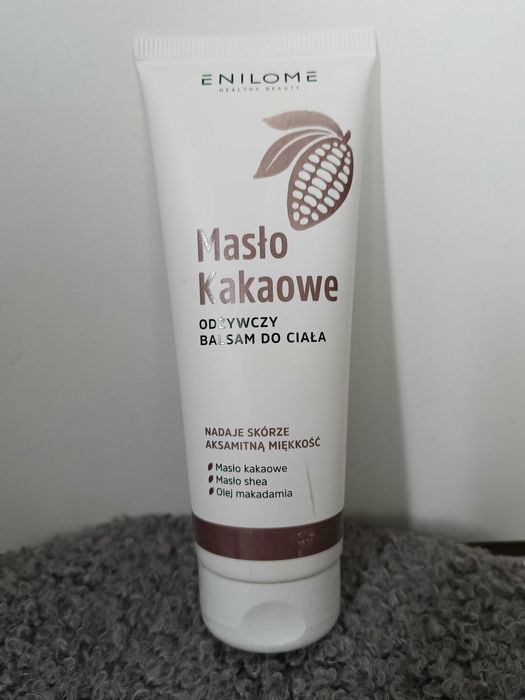 ENILOME
HEALTHY BEAUTY
Masło
Kakaowe
ODŻYWCZY
BALSAM DO CIAŁA
NADAJE SKÓRZE
AKSAMITNĄ MIĘKKOŚĆ
Masło kakaowe
Masło shea
Olej makadamia